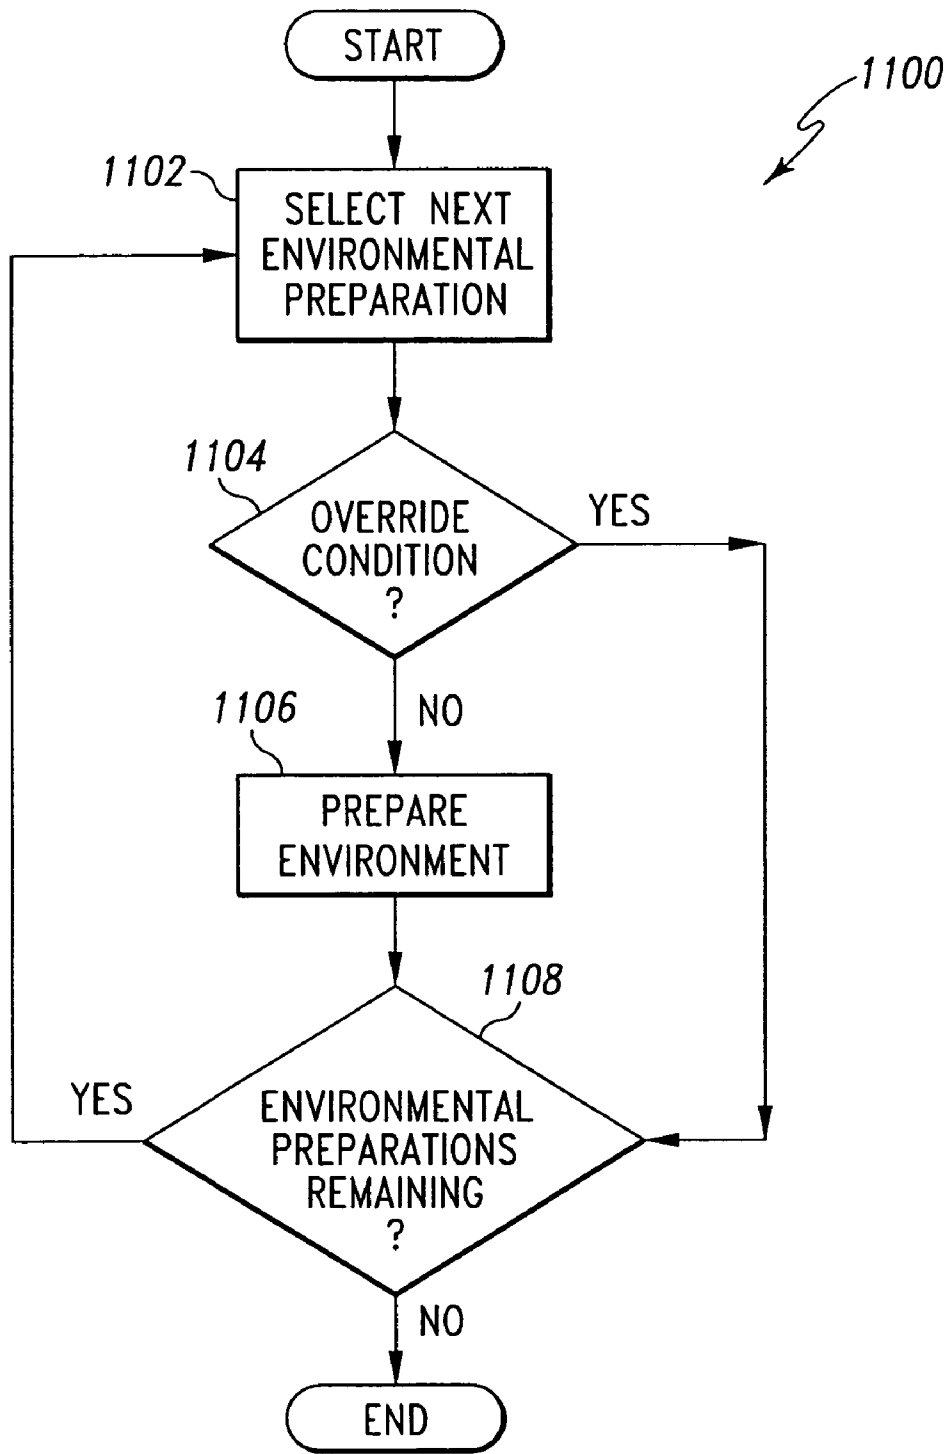 START
1100
1102
SELECT NEXT
ENVIRONMENTAL
PREPARATION
1104
OVERRIDE
CONDITION
?
YES
NO
1106
PREPARE
ENVIRONMENT
1108
ENVIRONMENTAL
PREPARATIONS
REMAINING
?
YES
NO
END